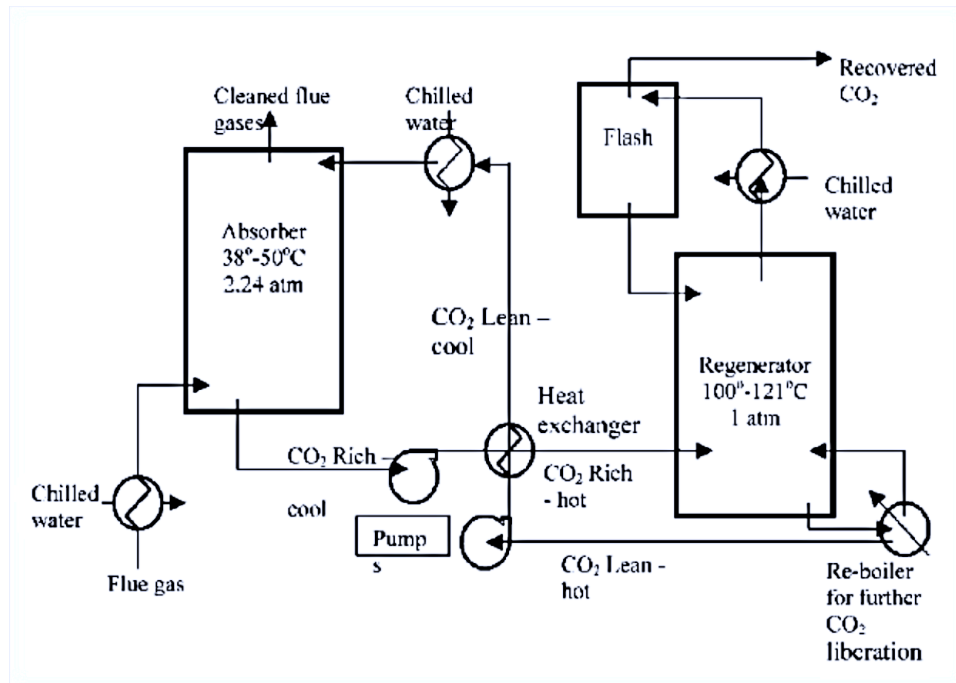 Recovered
CO₂
Cleaned flue
gases
Chilled
water
Flash
Chilled
water
Absorber
38°-50°C
2.24 atm
CO₂ Lean –
cool
Regenerator
100°-121°C
1 atm
Heat
exchanger
CO₂ Rich –
cool
CO₂ Rich
- hot
Chilled
water
Pump
s
CO₂ Lean -
hot
Flue gas
Re-boiler
for further
CO₂
liberation